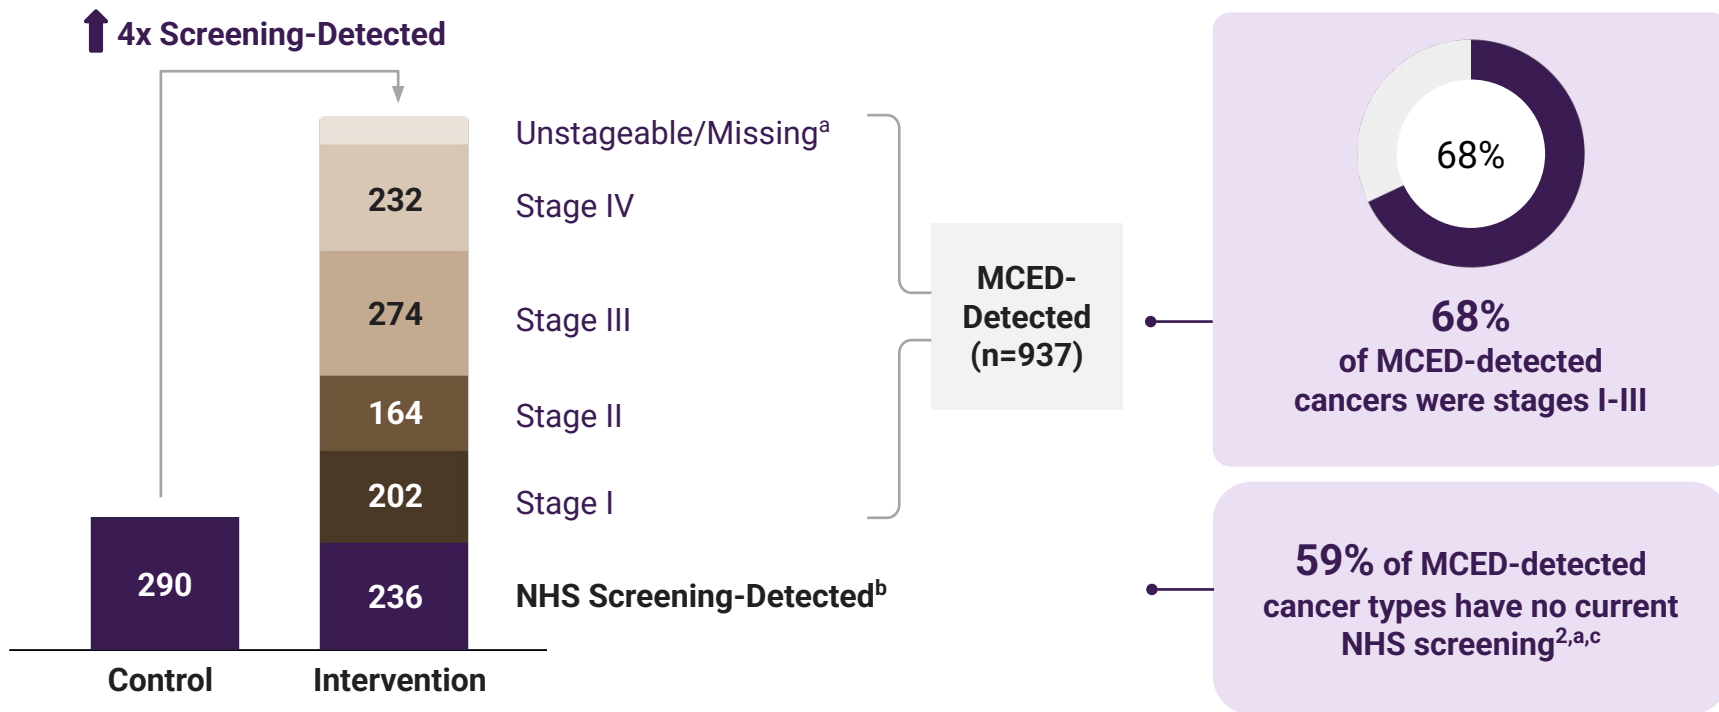 4x Screening-Detected
Unstageable/Missingᵃ
232
Stage IV
274
Stage III
164
Stage II
202
Stage I
290
236
NHS Screening-Detectedᵇ
Control
Intervention
MCED-
Detected
(n=937)
68%
68%
of MCED-detected
cancers were stages I-III
59% of MCED-detected
cancer types have no current
NHS screening²,ᵃ,ᶜ